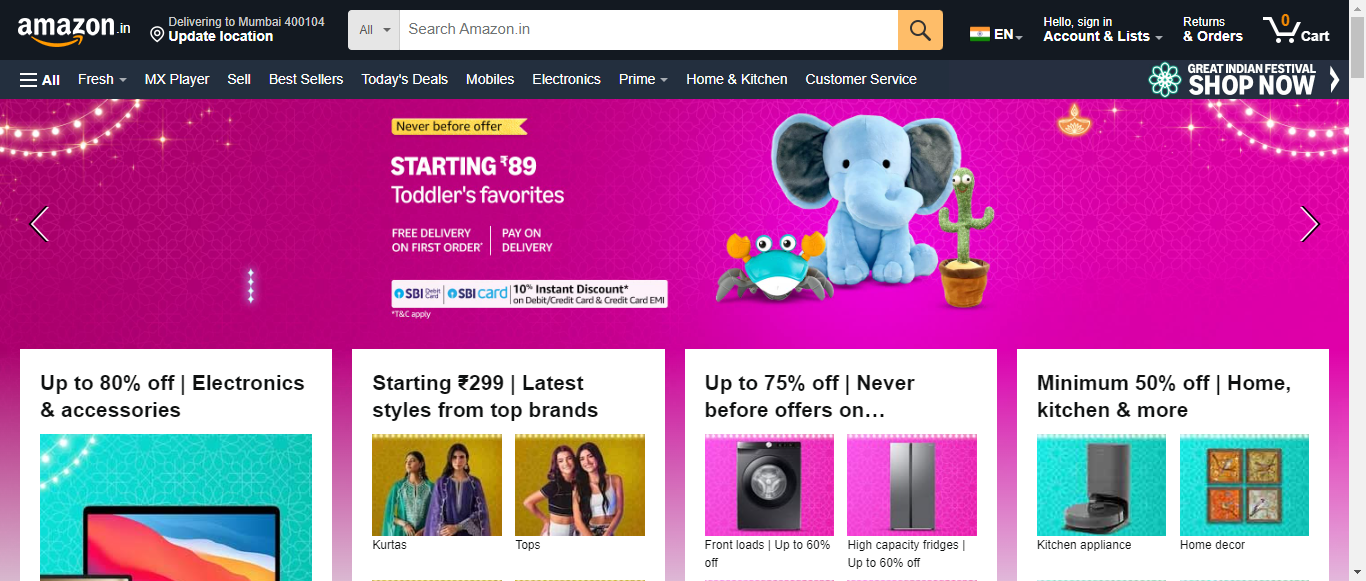 amazon.in
Delivering to Mumbai 400104
Update location
All
Search Amazon.in
EN
Hello, sign in
Account & Lists
Returns
& Orders
0
Cart
All
Fresh
MX Player
Sell
Best Sellers
Today's Deals
Mobiles
Electronics
Prime
Home & Kitchen
Customer Service
GREAT INDIAN FESTIVAL
SHOP NOW
Never before offer
STARTING ₹89
Toddler's favorites
FREE DELIVERY
ON FIRST ORDER*
PAY ON
DELIVERY
SBI Debit Card | SBI card | 10% Instant Discount*
on Debit/Credit Card & Credit Card EMI
*T&C apply
Up to 80% off | Electronics
& accessories
Starting ₹299 | Latest
styles from top brands
Kurtas
Tops
Up to 75% off | Never
before offers on…
Front loads | Up to 60%
off
High capacity fridges |
Up to 60% off
Minimum 50% off | Home,
kitchen & more
Kitchen appliance
Home decor